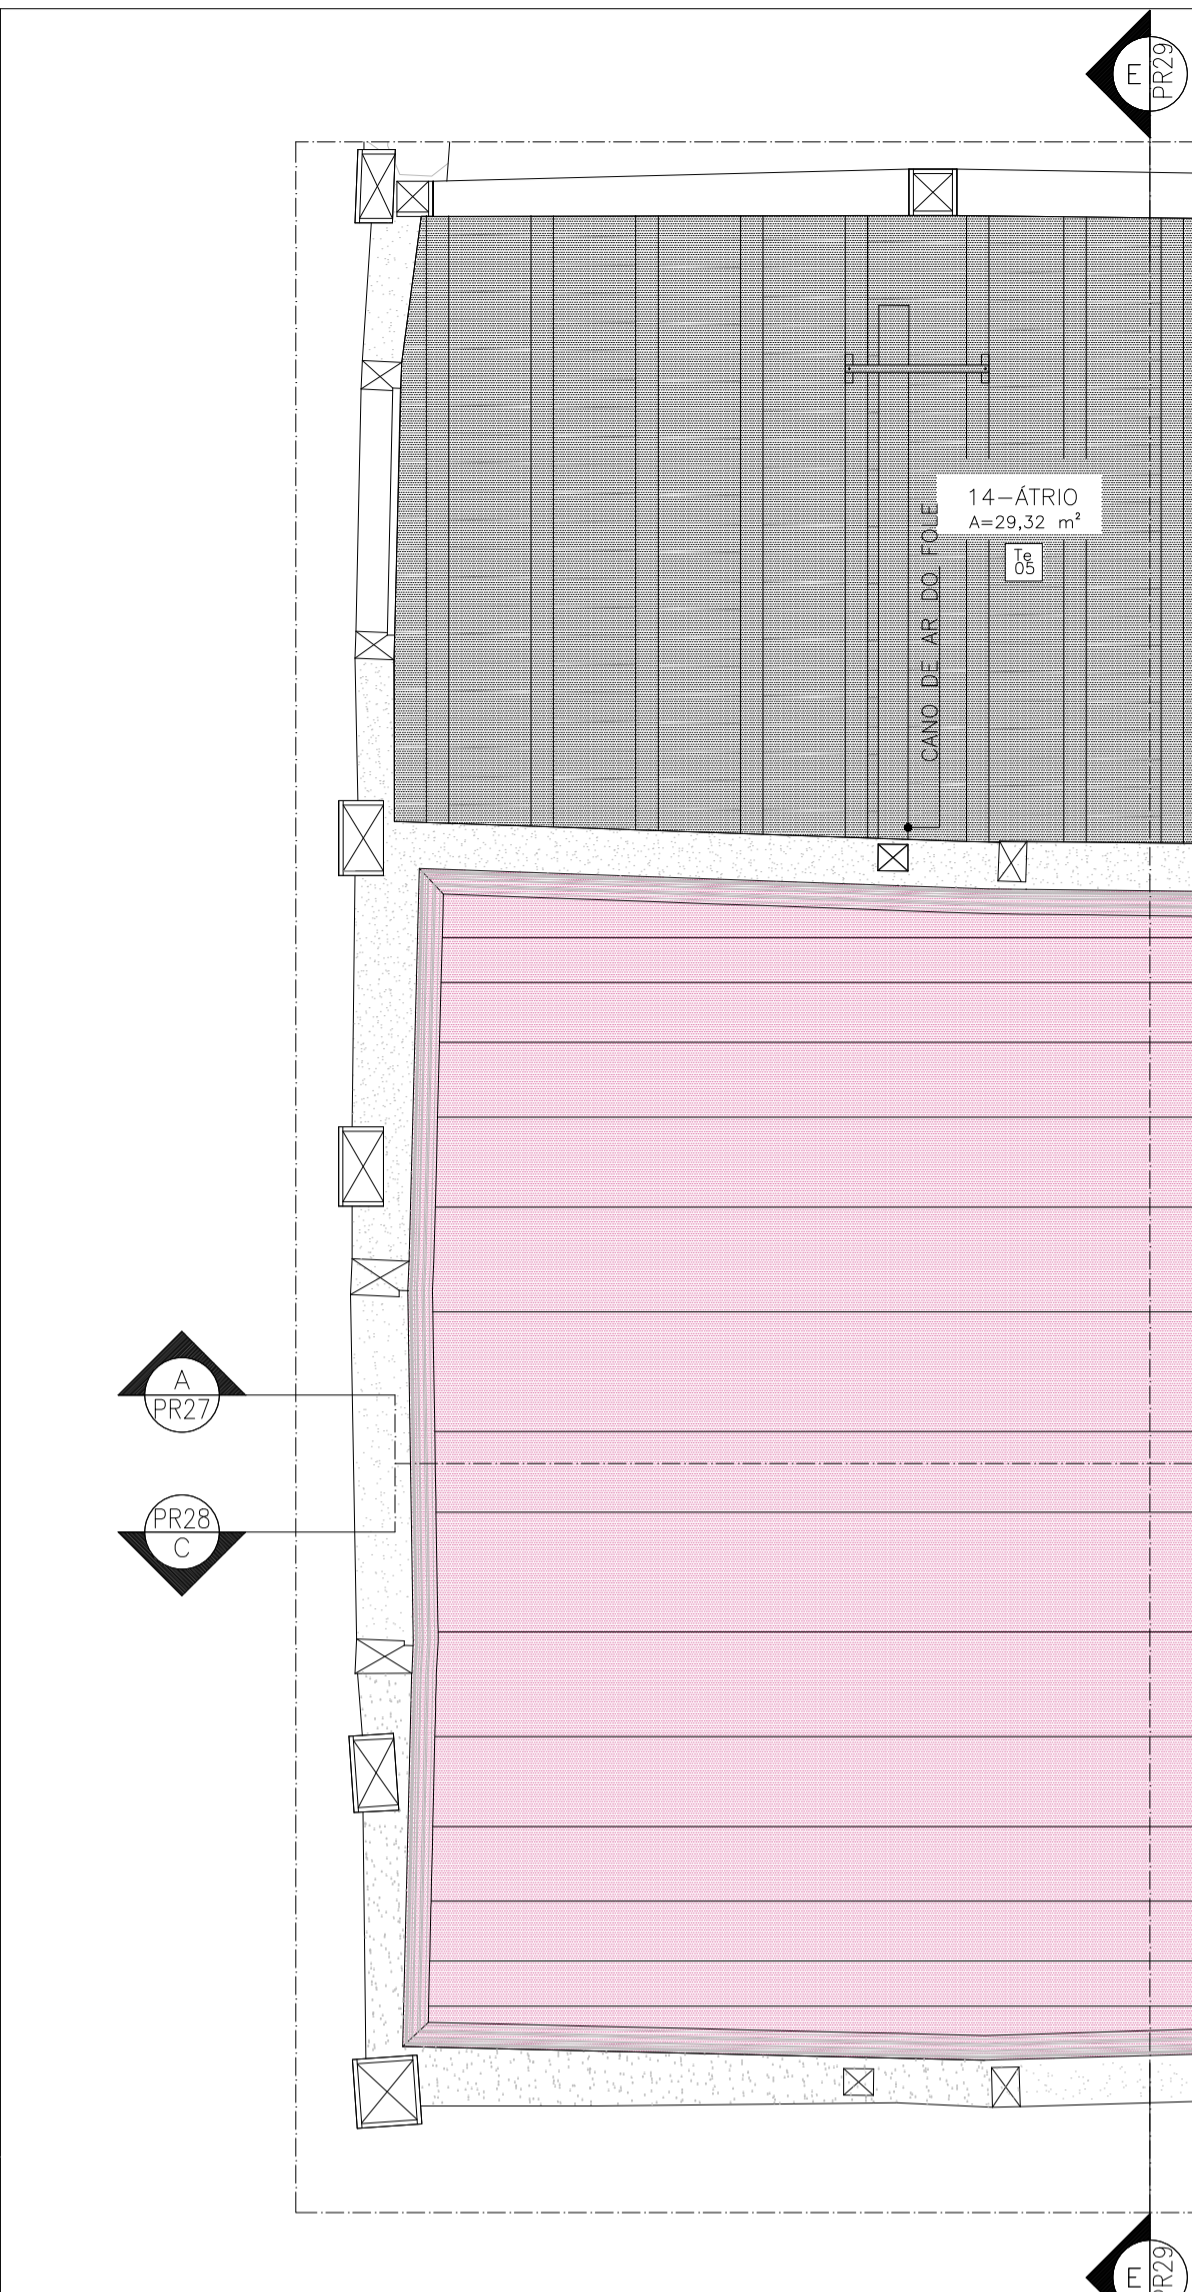 E
PR29
14-ÁTRIO
A=29,32 m²
Te
05
CANO DE AR DO FOLE
A
PR27
PR28
C
E
PR29